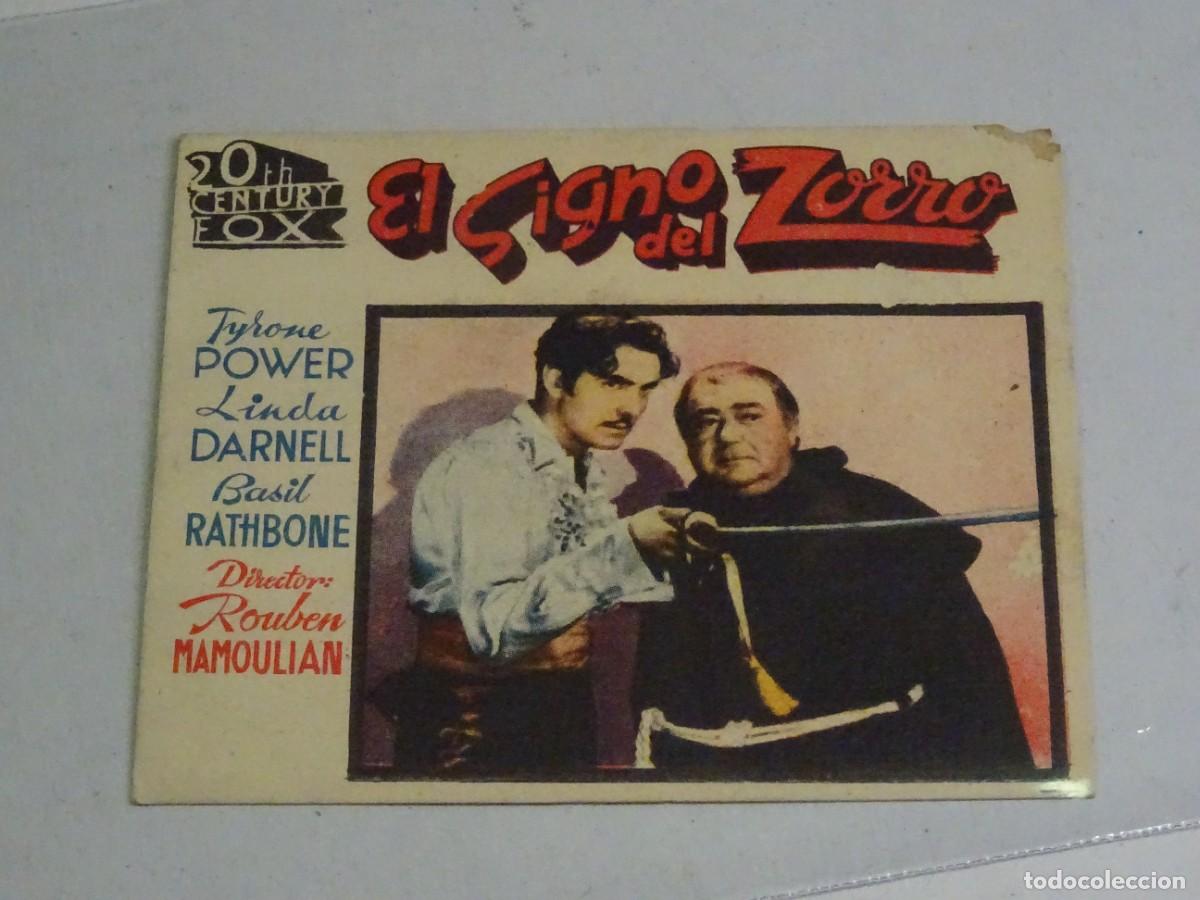 20th
CENTURY
FOX
El Signo
del Zorro
Tyrone
POWER
Linda
DARNELL
Basil
RATHBONE
Director:
Rouben
MAMOULIAN
todocoleccion